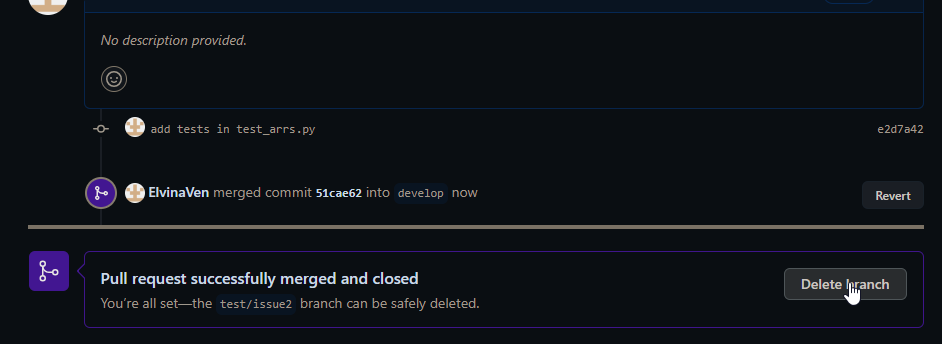 No description provided.
add tests in test_arrs.py e2d7a42
ElvinaVen merged commit 51cae62 into develop now Revert
Pull request successfully merged and closed
You're all set—the test/issue2 branch can be safely deleted. Delete branch